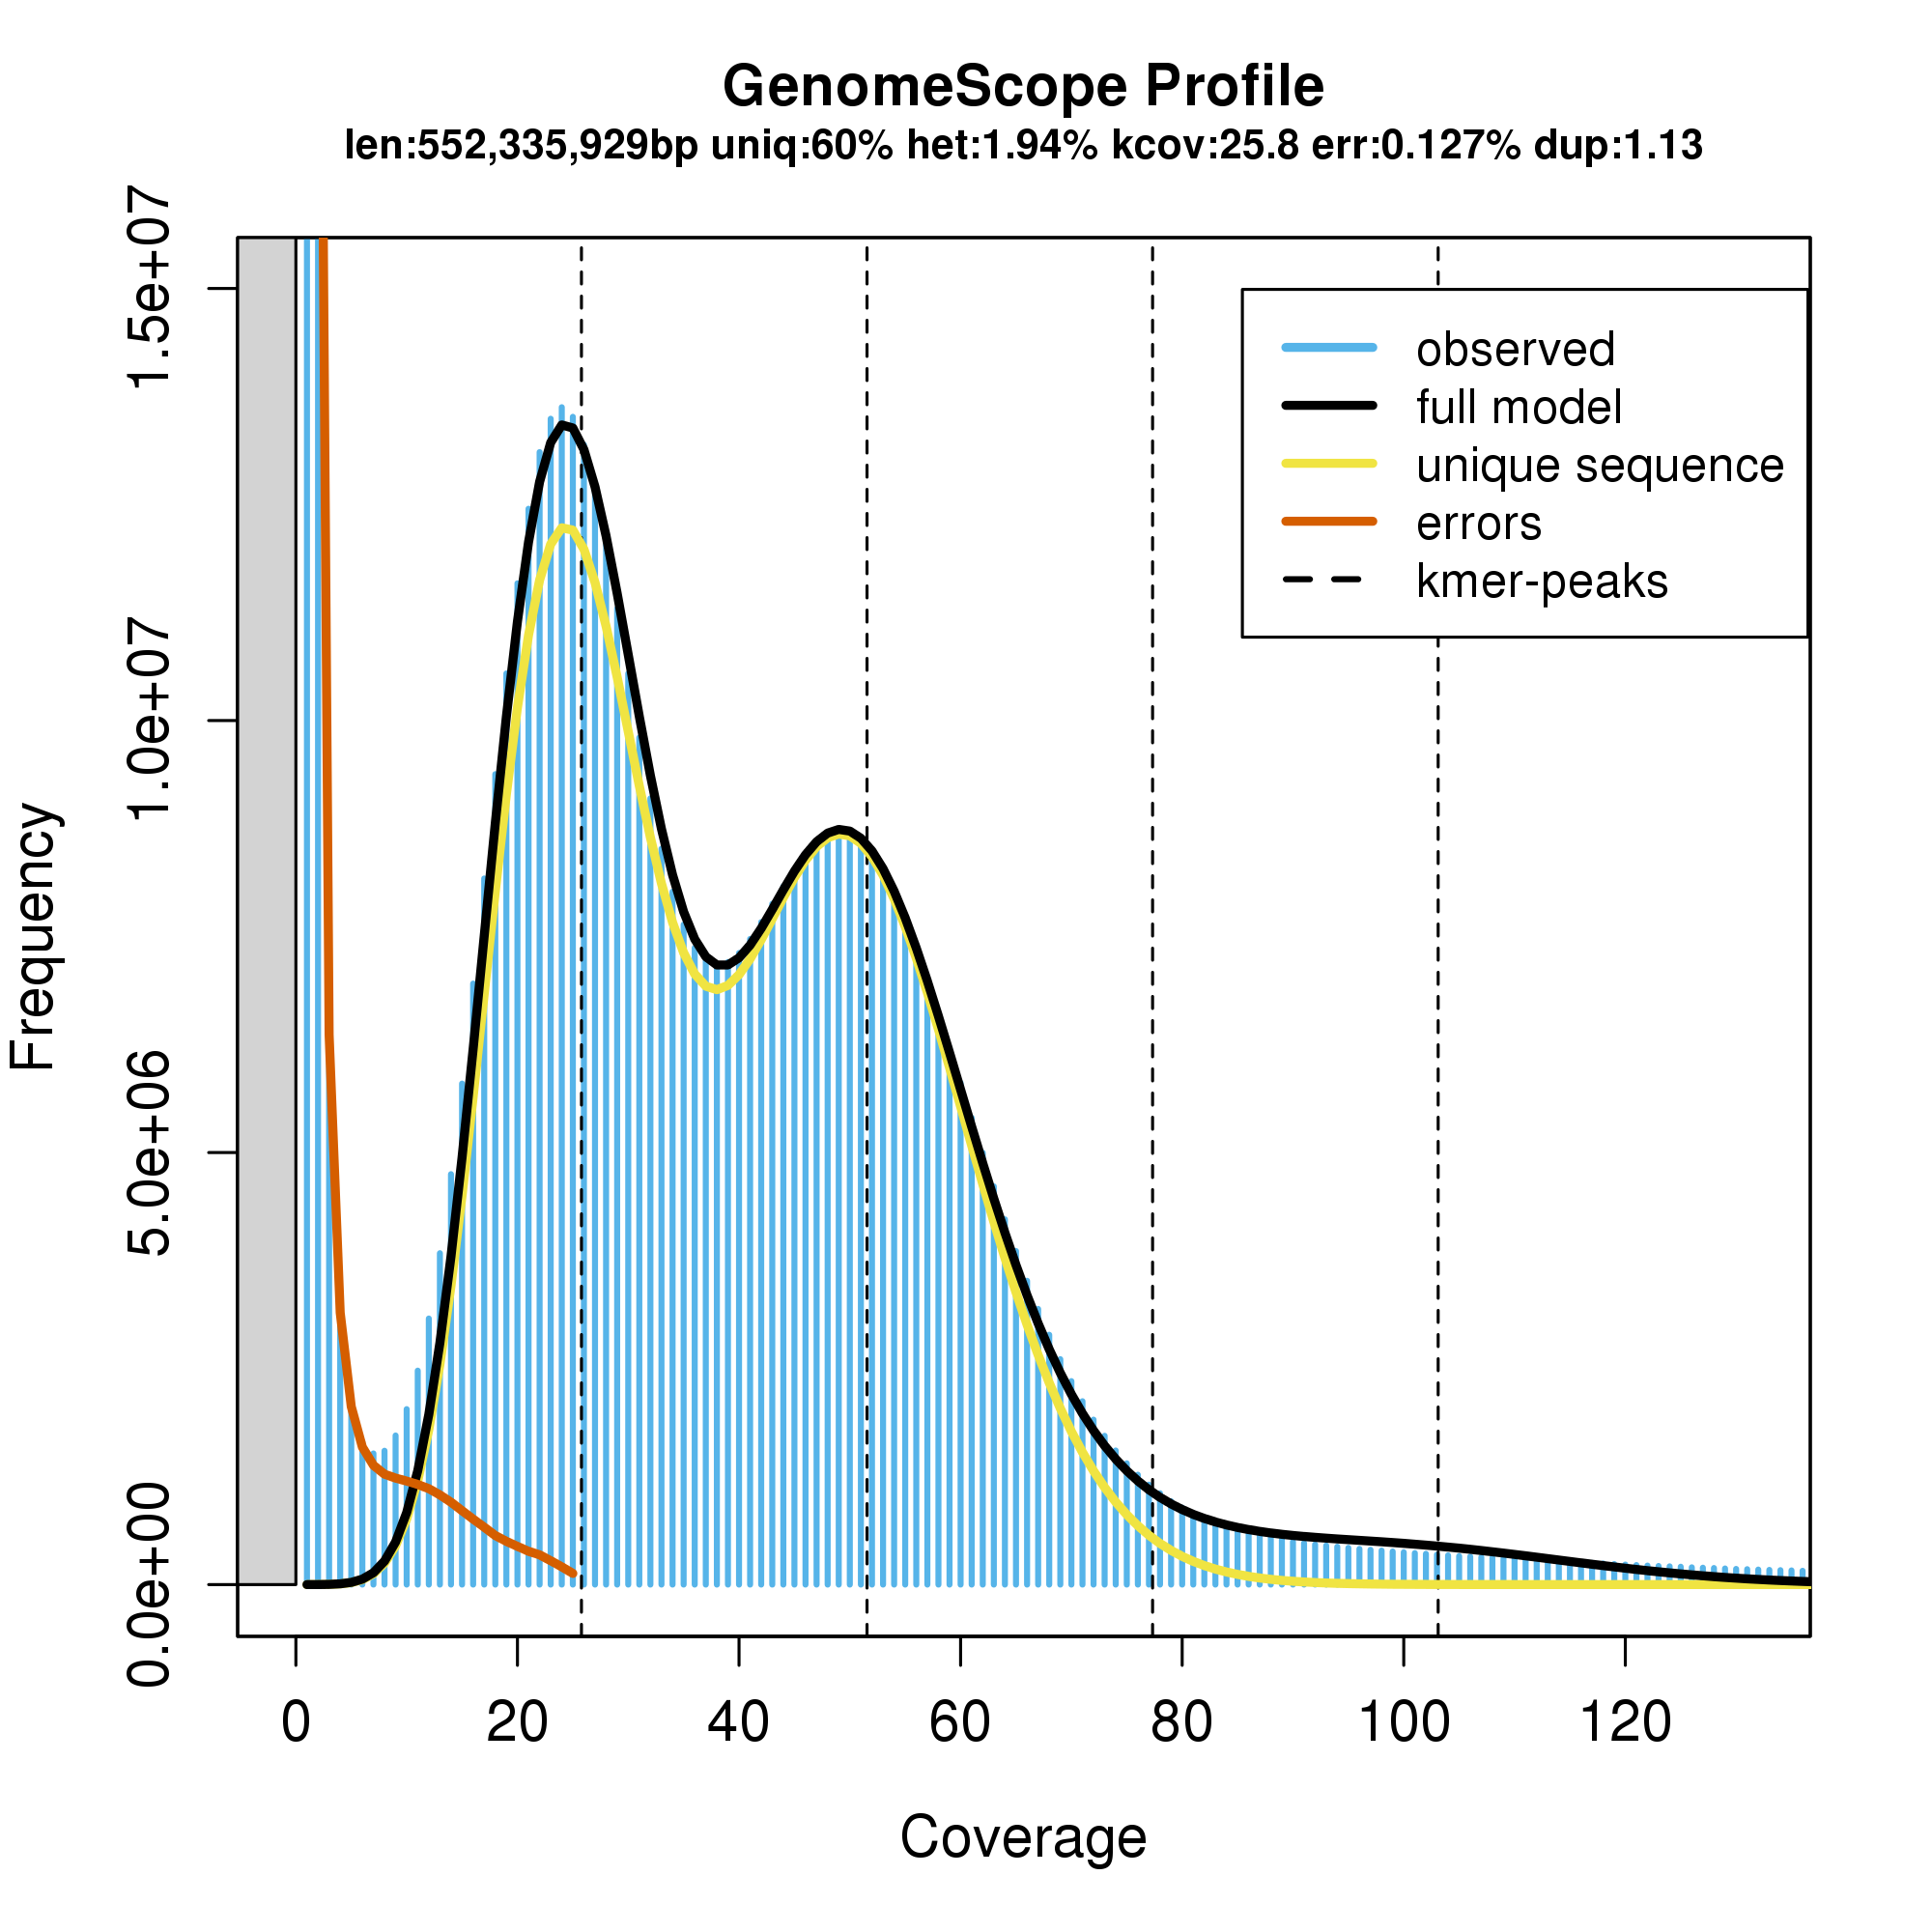 GenomeScope Profile
len:552,335,929bp uniq:60% het:1.94% kcov:25.8 err:0.127% dup:1.13
observed
full model
unique sequence
errors
kmer-peaks
Frequency
1.5e+07
1.0e+07
5.0e+06
0.0e+00
0 20 40 60 80 100 120
Coverage